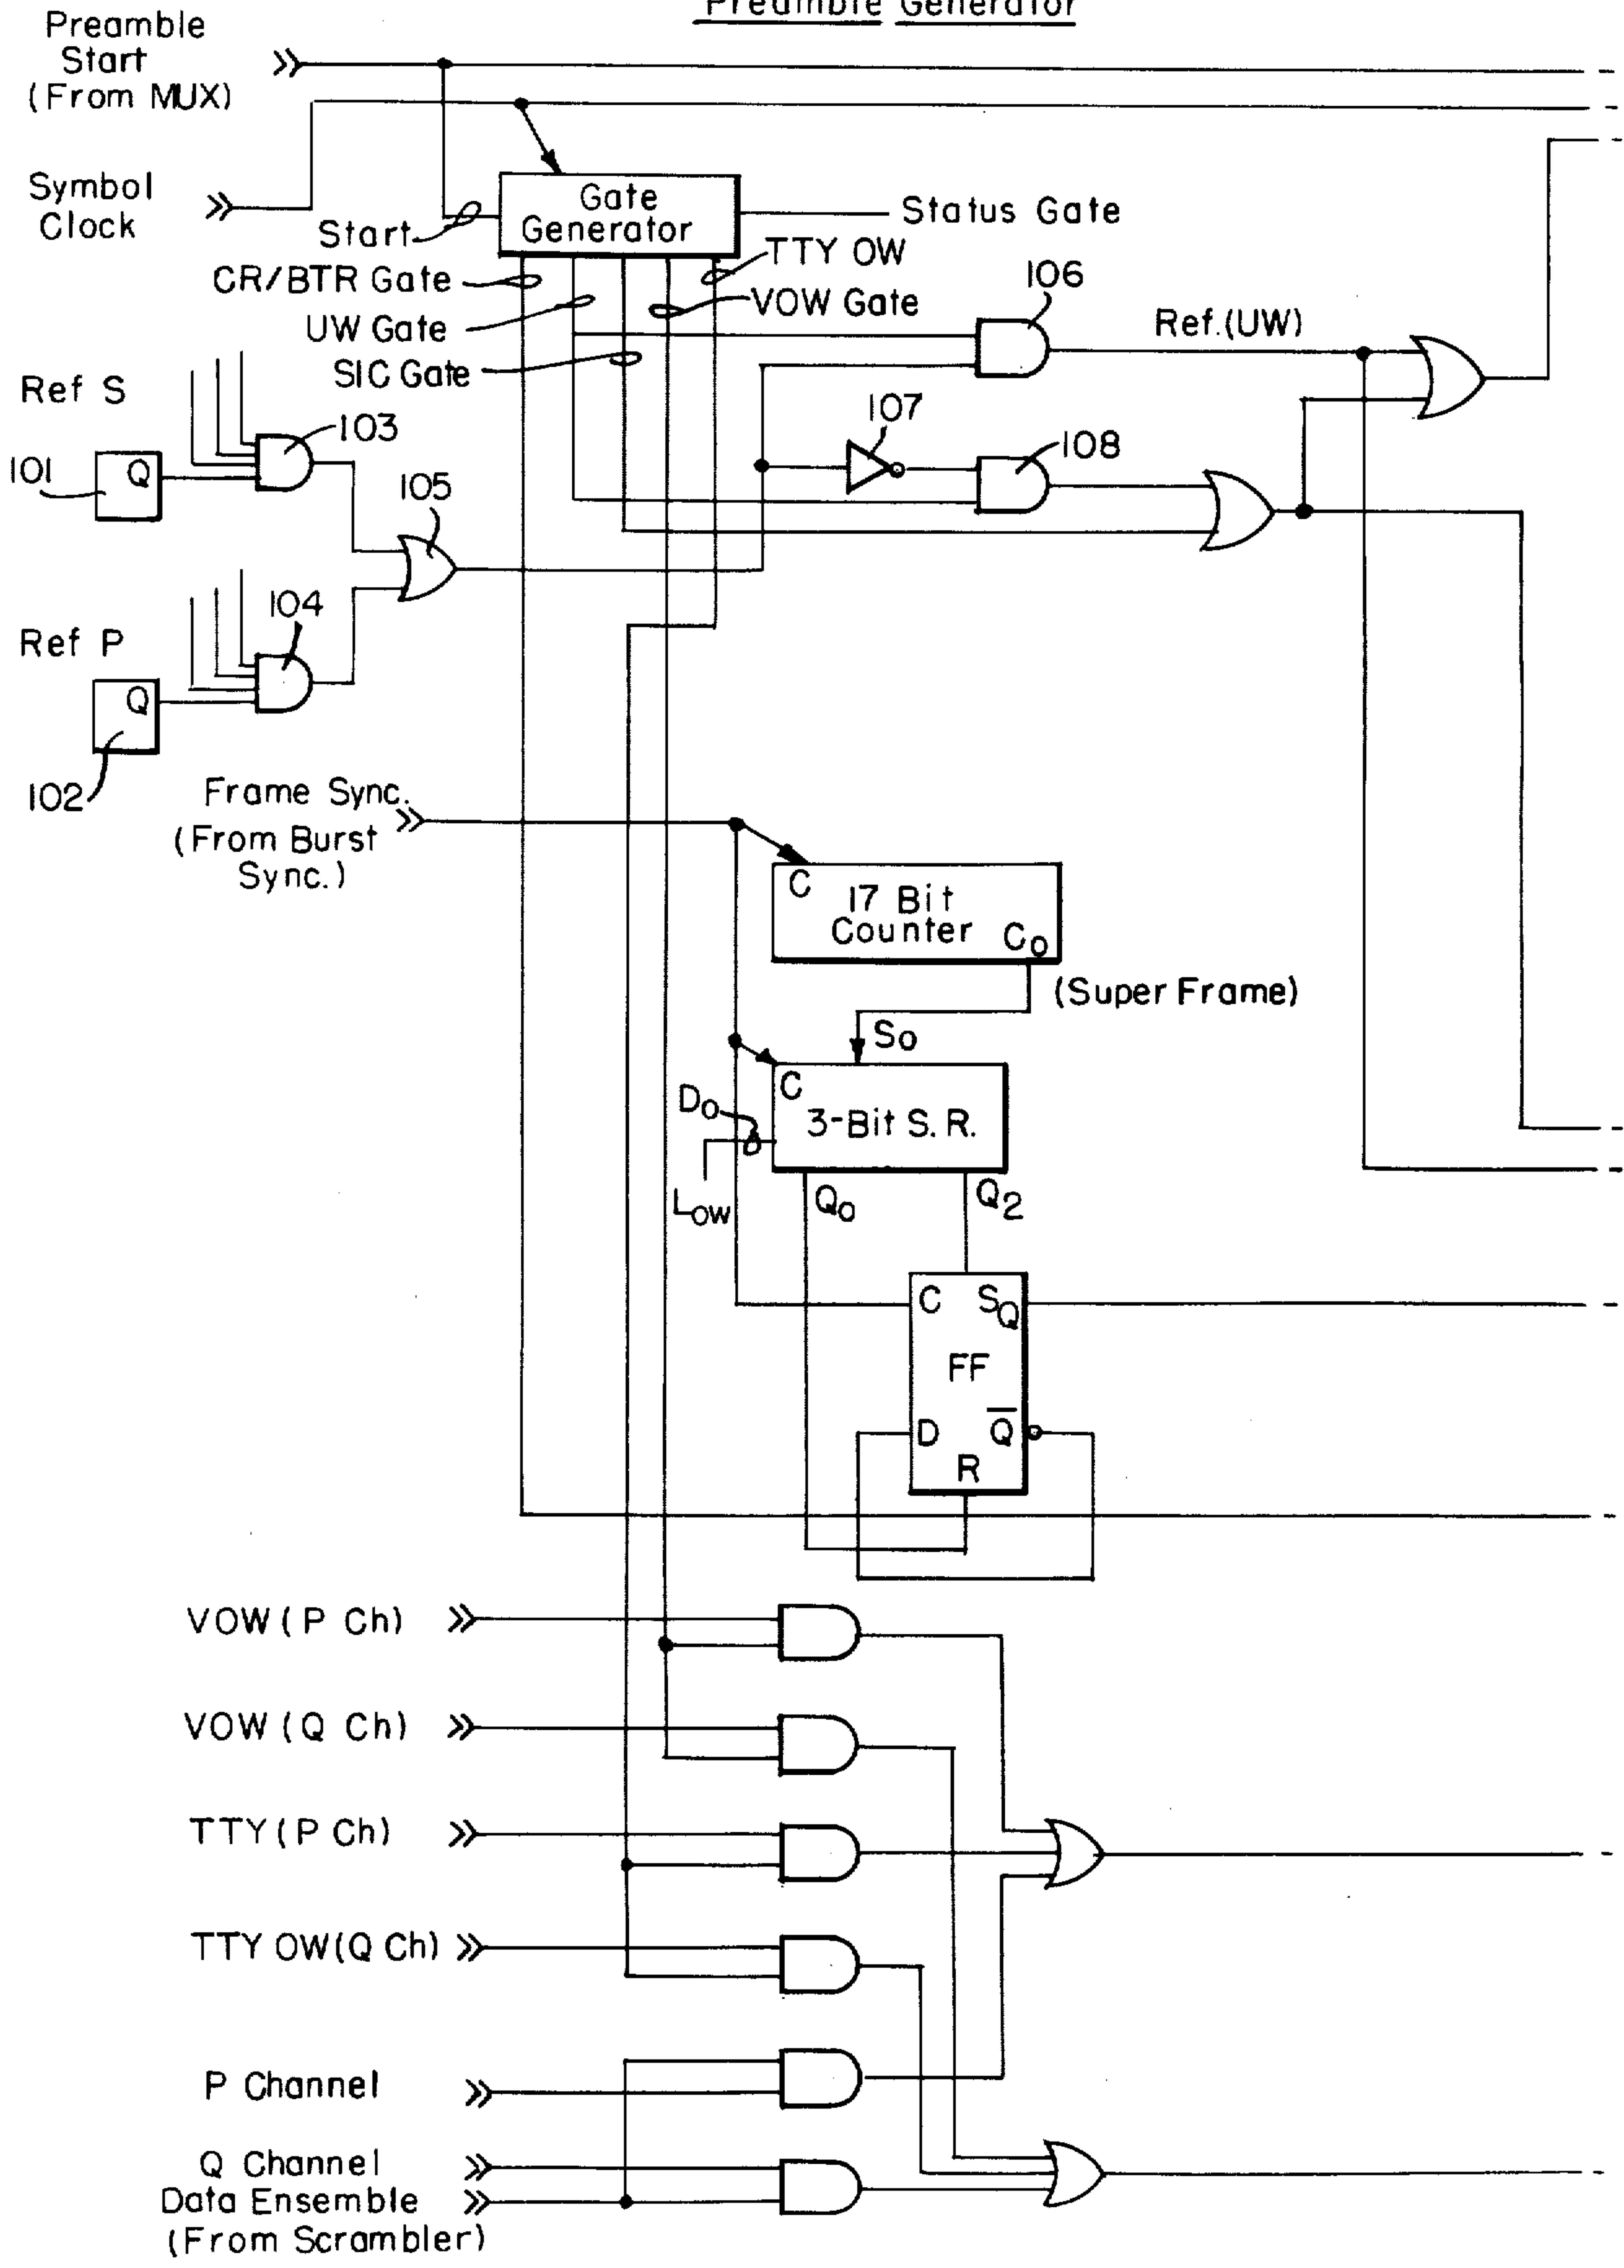 Preamble Generator
Preamble
Start
(From MUX)
Symbol
Clock
Start
Gate
Generator
Status Gate
CR/BTR Gate
TTY OW
UW Gate
VOW Gate
SIC Gate
106
Ref.(UW)
Ref S
103
107
108
101
Q
105
Ref P
104
Q
102
Frame Sync.
(From Burst
Sync.)
C
17 Bit
Counter
Co
(Super Frame)
So
C
Do
3-Bit S. R.
Low
Q0
Q2
C
S
Q
FF
D
Q
R
VOW ( P Ch)
VOW ( Q Ch)
TTY ( P Ch)
TTY OW(Q Ch)
P Channel
Q Channel
Data Ensemble
(From Scrambler)